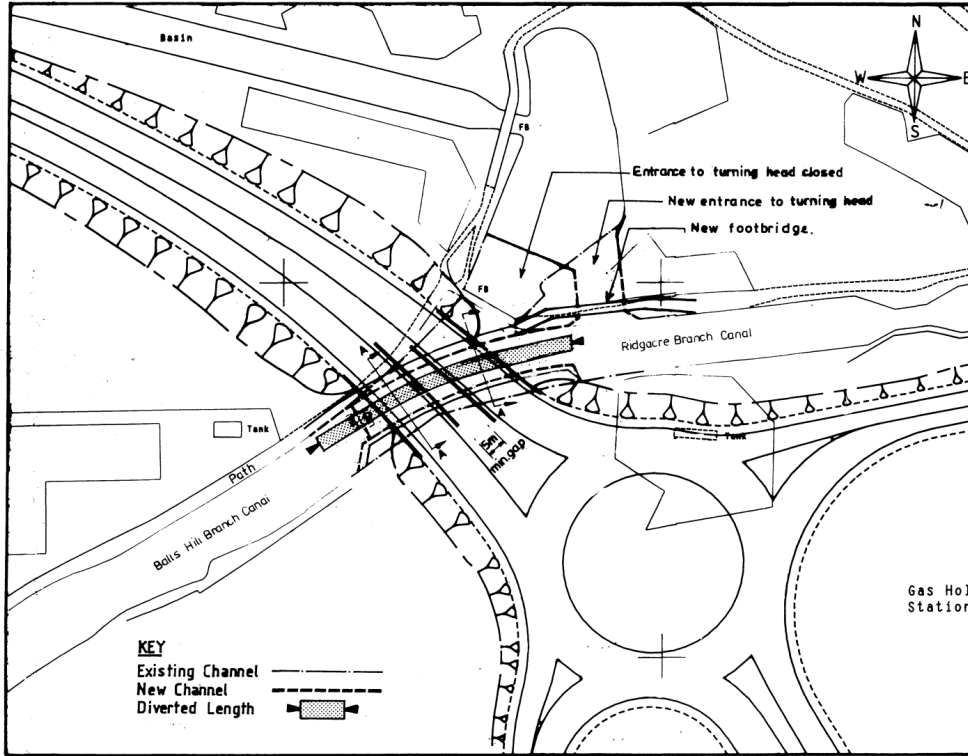 Basin
N
W E
S
FB
Entrance to turning head closed
New entrance to turning head
New footbridge.
FB
Ridgacre Branch Canal
A
A
Tank
Tank
A
A
5m
min.gap
Path
Balls Hill Branch Canal
Gas Hol
Station
KEY
Existing Channel
New Channel
Diverted Length